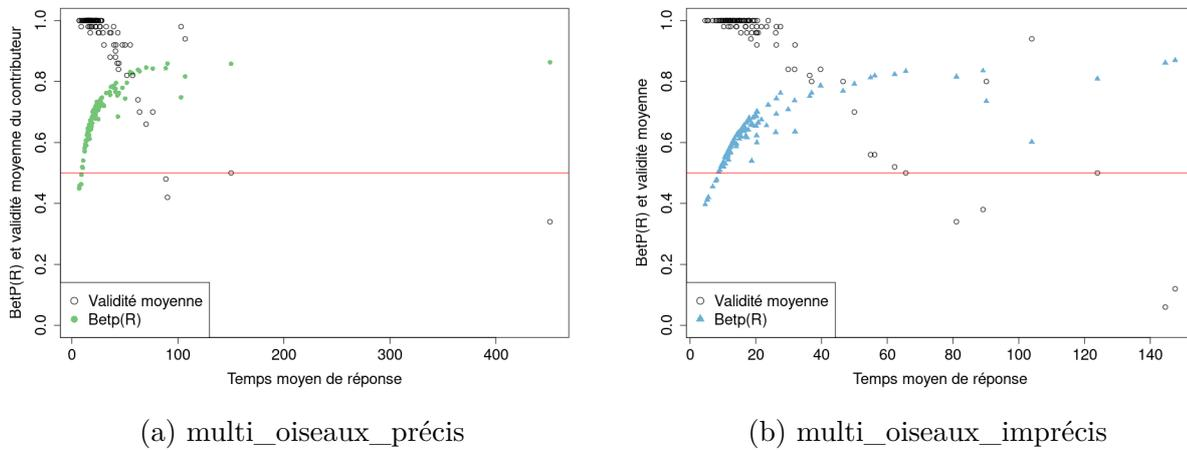 BetP(R) et validité moyenne du contributeur
1.0
0.8
0.6
0.4
0.2
0.0
Validité moyenne
Betp(R)
0 100 200 300 400
Temps moyen de réponse
(a) multi_oiseaux_précis
BetP(R) et validité moyenne
1.0
0.8
0.6
0.4
0.2
0.0
Validité moyenne
Betp(R)
0 20 40 60 80 100 120 140
Temps moyen de réponse
(b) multi_oiseaux_imprécis